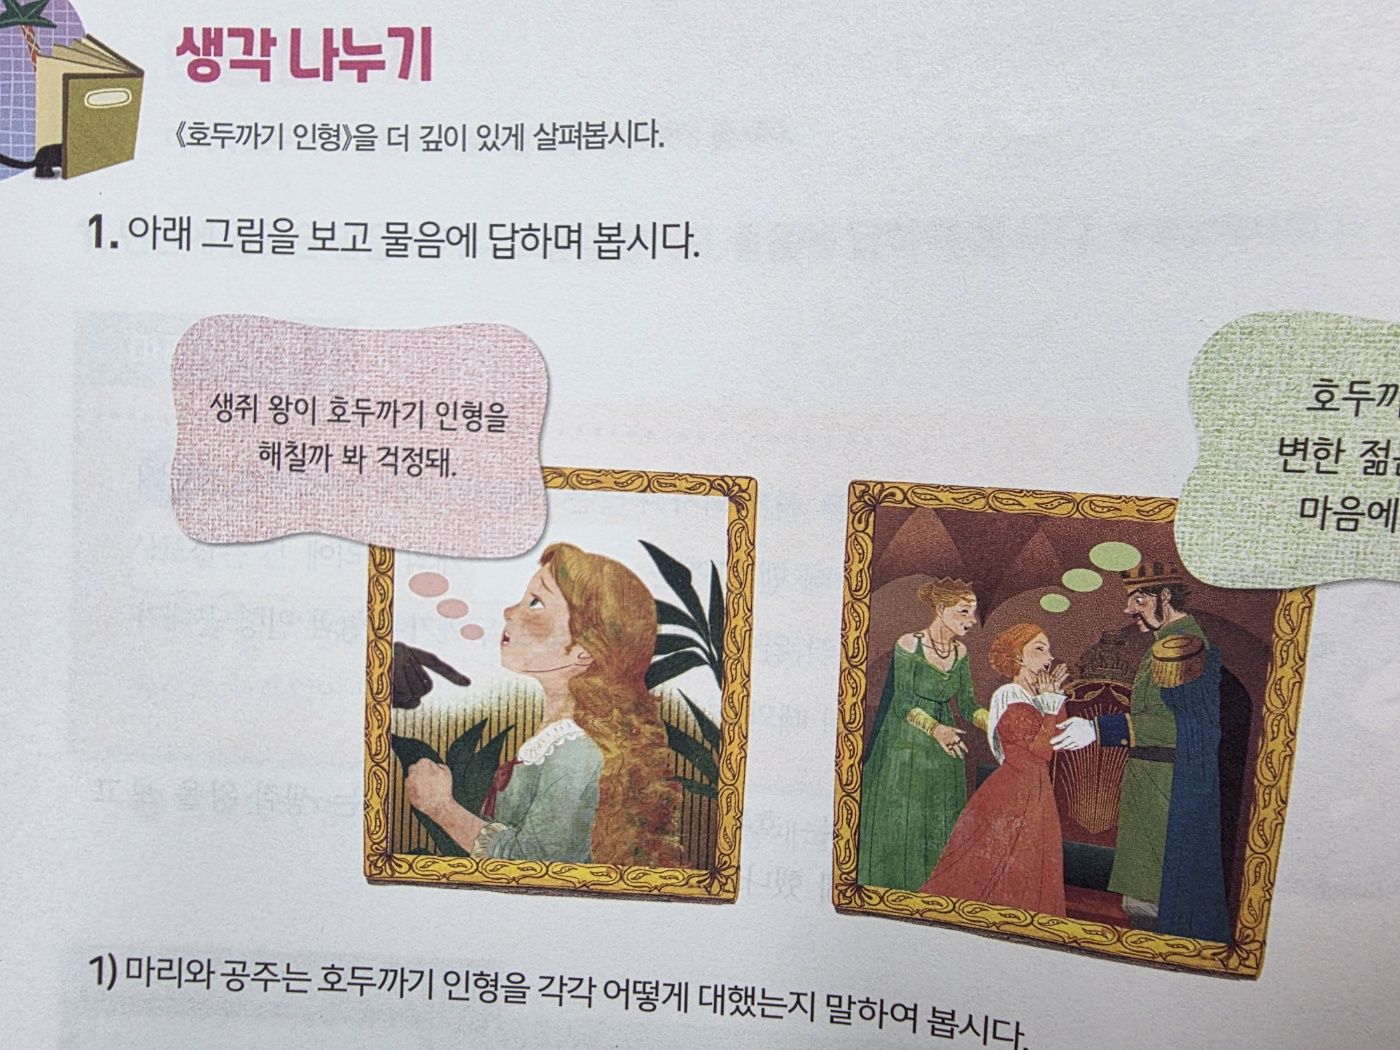 생각 나누기
《호두까기 인형》을 더 깊이 있게 살펴봅시다.
1. 아래 그림을 보고 물음에 답하며 봅시다.
생쥐 왕이 호두까기 인형을
해칠까 봐 걱정돼.
변한
마음에
1) 마리와 공주는 호두까기 인형을 각각 어떻게 대했는지 말하여 봅시다.